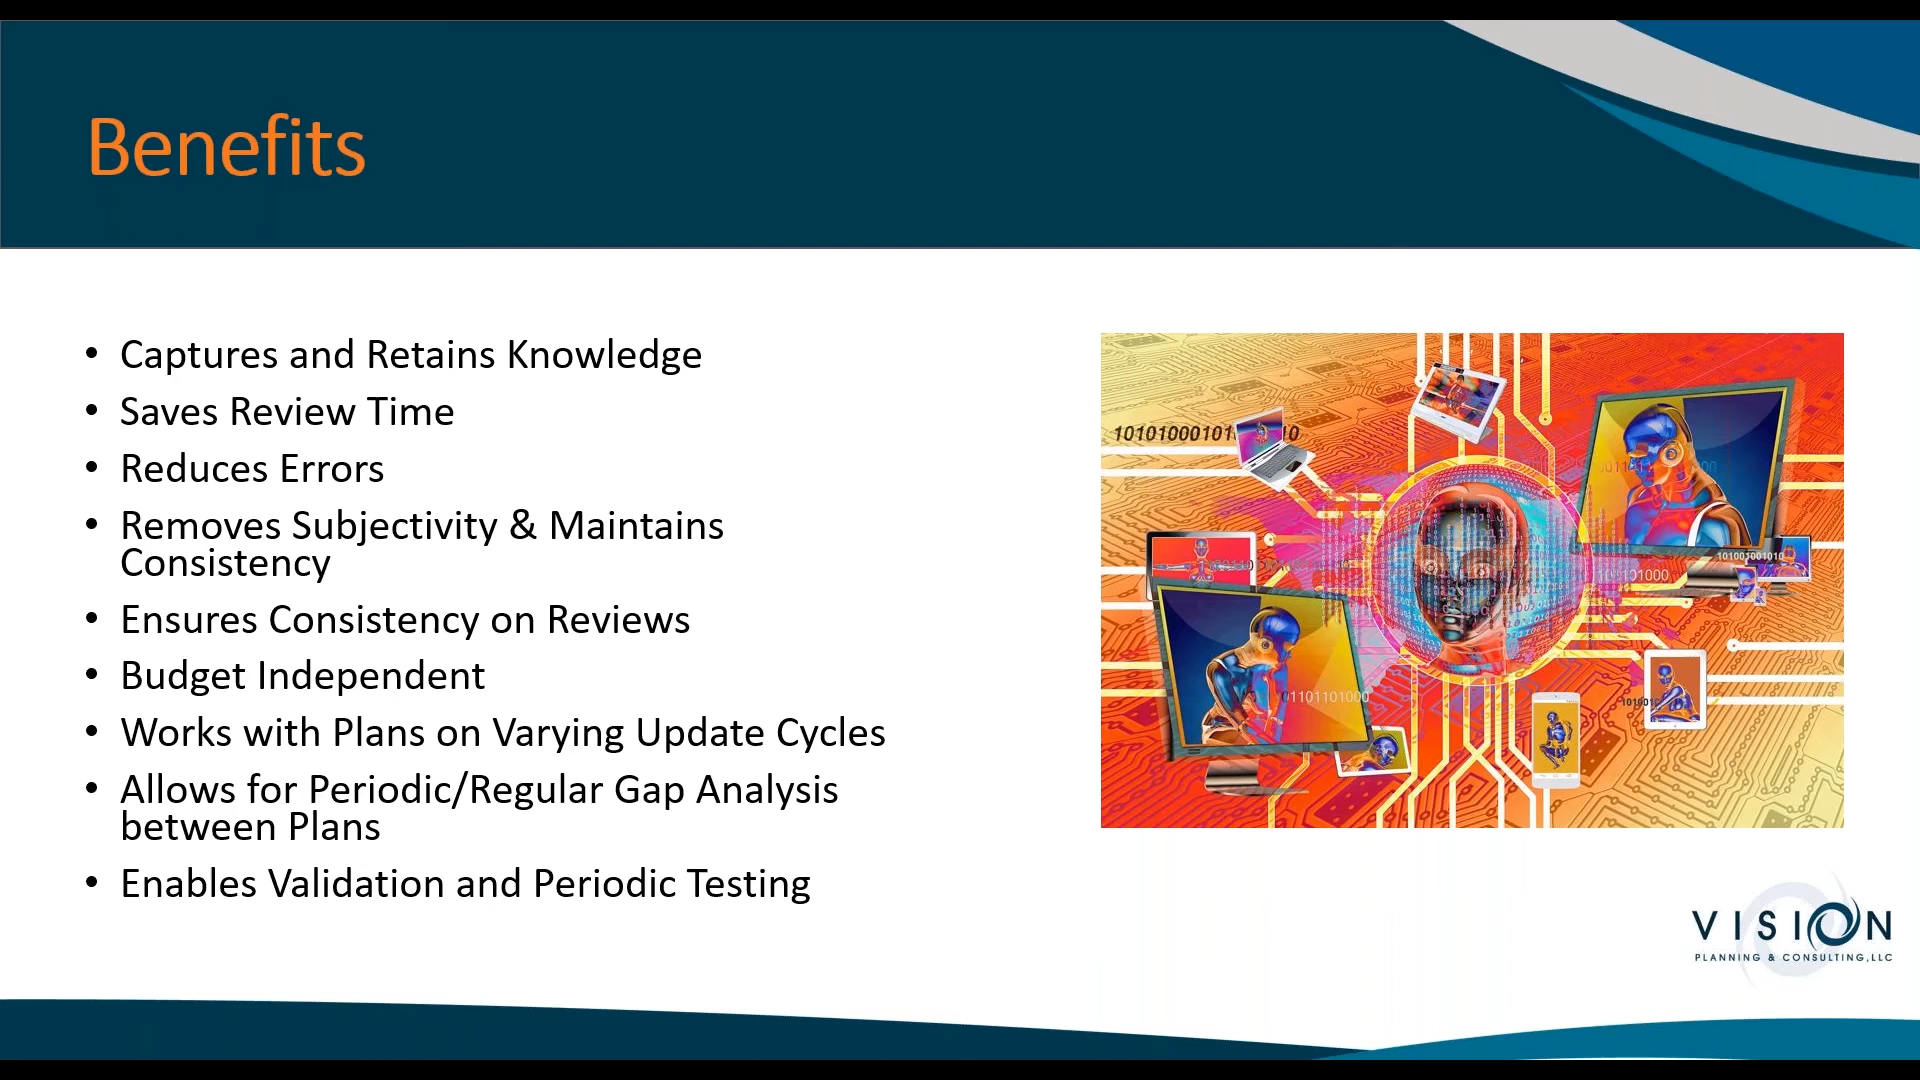 Benefits
• Captures and Retains Knowledge
• Saves Review Time
• Reduces Errors
• Removes Subjectivity & Maintains
Consistency
• Ensures Consistency on Reviews
• Budget Independent
• Works with Plans on Varying Update Cycles
• Allows for Periodic/Regular Gap Analysis
between Plans
• Enables Validation and Periodic Testing
101001001010
01101101000
VISION
PLANNING & CONSULTING, LLC